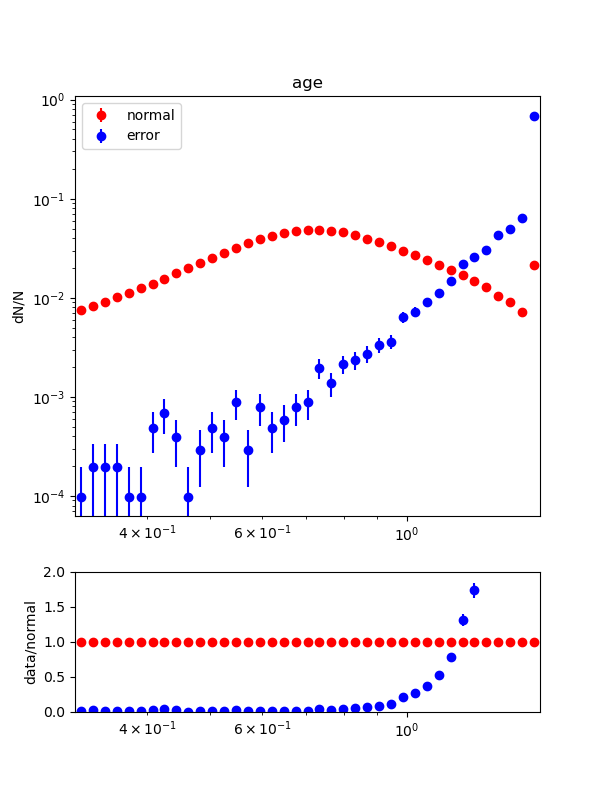 age
normal
error
10⁰
10⁻¹
10⁻²
10⁻³
10⁻⁴
dN/N
4 × 10⁻¹
6 × 10⁻¹
10⁰
2.0
1.5
1.0
0.5
0.0
data/normal
4 × 10⁻¹
6 × 10⁻¹
10⁰